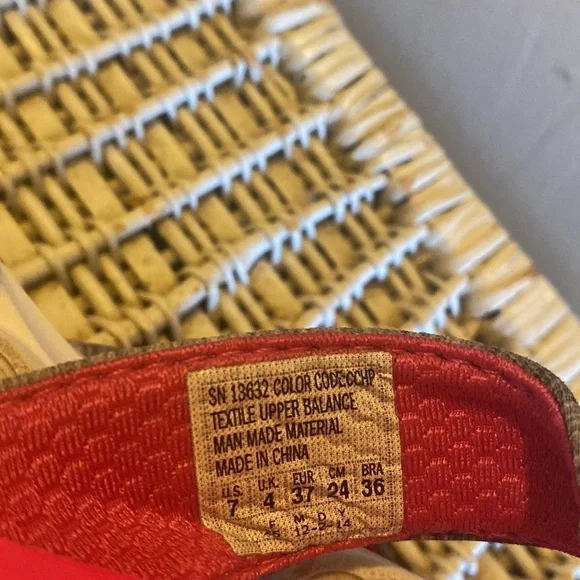 SN 13632 COLOR CODE:CCHP
TEXTILE UPPER BALANCE
MAN MADE MATERIAL
MADE IN CHINA
U.S. U.K. EUR CM BRA
7 4 37 24 36
M D Y
14